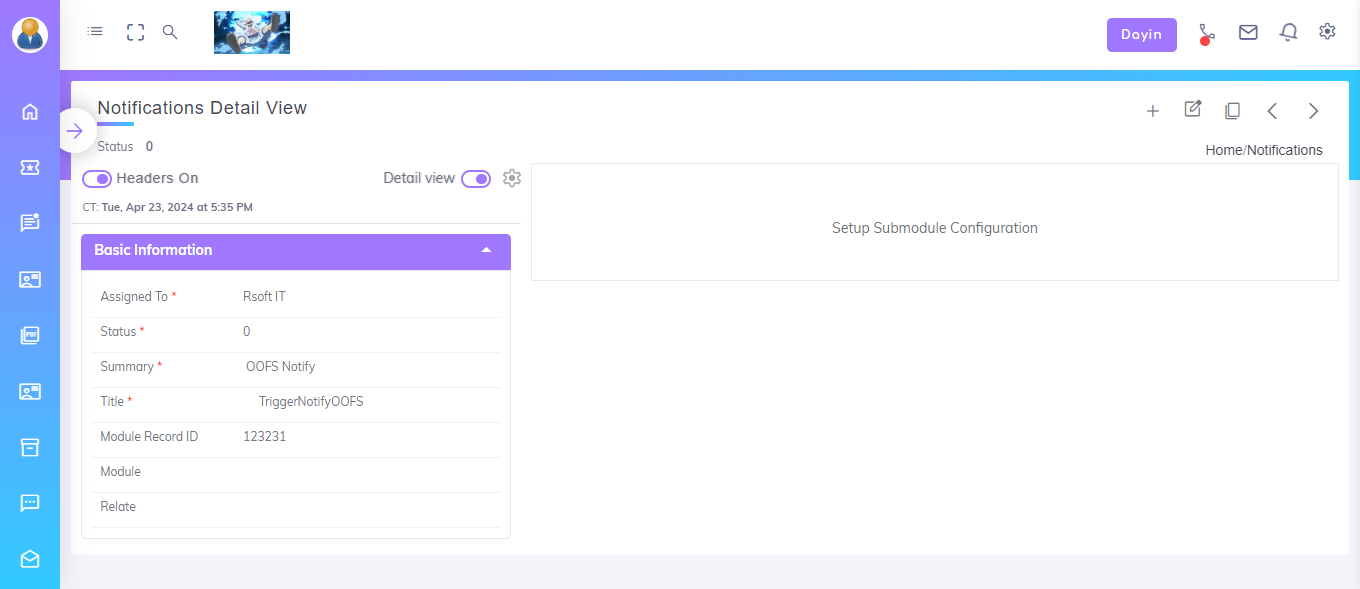 Dayin
Notifications Detail View
Status 0
Home/Notifications
Headers On
Detail view
CT: Tue, Apr 23, 2024 at 5:35 PM
Setup Submodule Configuration
Basic Information
Assigned To * Rsoft IT
Status * 0
Summary * OOFS Notify
Title * TriggerNotifyOOFS
Module Record ID 123231
Module
Relate
PDF